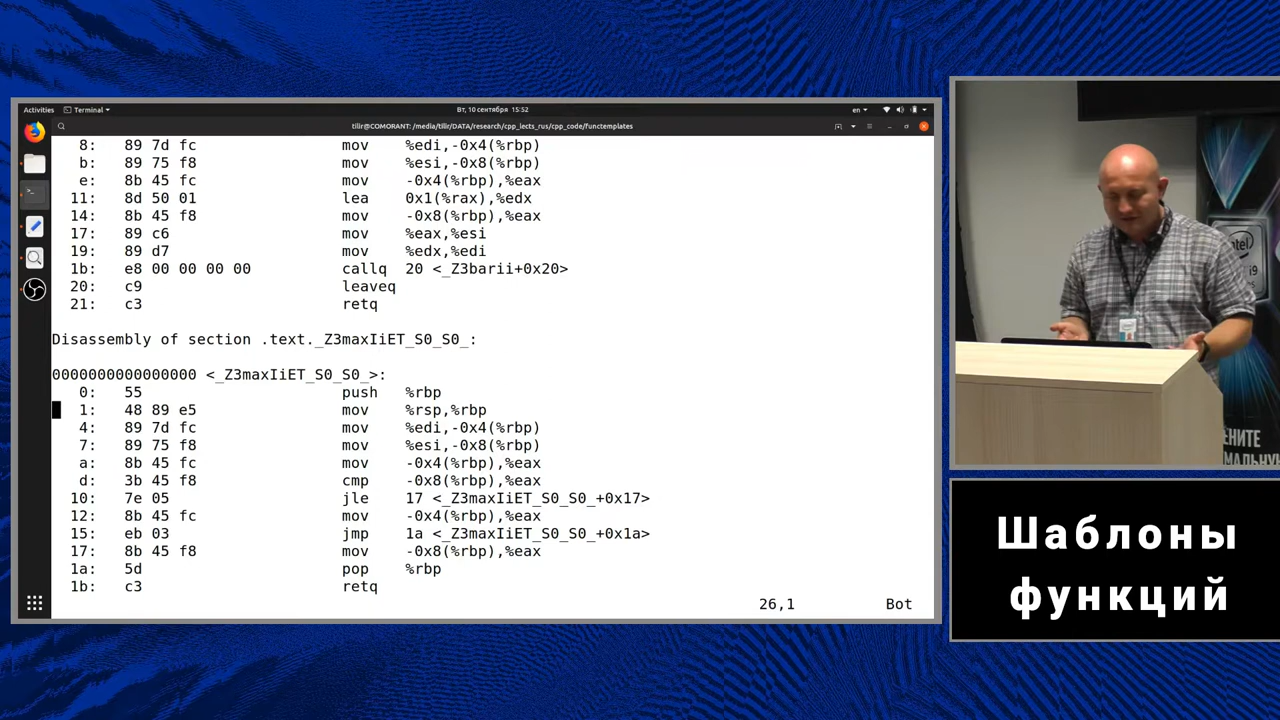 Activities
Terminal
Вт, 10 сентября 15:52
en
tilir@COMORANT: /media/tilir/DATA/research/cpp_lects_rus/cpp_code/functemplates
8: 89 7d fc mov %edi,-0x4(%rbp)
b: 89 75 f8 mov %esi,-0x8(%rbp)
e: 8b 45 fc mov -0x4(%rbp),%eax
11: 8d 50 01 lea 0x1(%rax),%edx
14: 8b 45 f8 mov -0x8(%rbp),%eax
17: 89 c6 mov %eax,%esi
19: 89 d7 mov %edx,%edi
1b: e8 00 00 00 00 callq 20 <_Z3barii+0x20>
20: c9 leaveq
21: c3 retq
Disassembly of section .text._Z3maxIiET_S0_S0_:
0000000000000000 <_Z3maxIiET_S0_S0_>:
0: 55 push %rbp
1: 48 89 e5 mov %rsp,%rbp
4: 89 7d fc mov %edi,-0x4(%rbp)
7: 89 75 f8 mov %esi,-0x8(%rbp)
a: 8b 45 fc mov -0x4(%rbp),%eax
d: 3b 45 f8 cmp -0x8(%rbp),%eax
10: 7e 05 jle 17 <_Z3maxIiET_S0_S0_+0x17>
12: 8b 45 fc mov -0x4(%rbp),%eax
15: eb 03 jmp 1a <_Z3maxIiET_S0_S0_+0x1a>
17: 8b 45 f8 mov -0x8(%rbp),%eax
1a: 5d pop %rbp
1b: c3 retq
26,1 Bot
i9
Шаблоны
функций